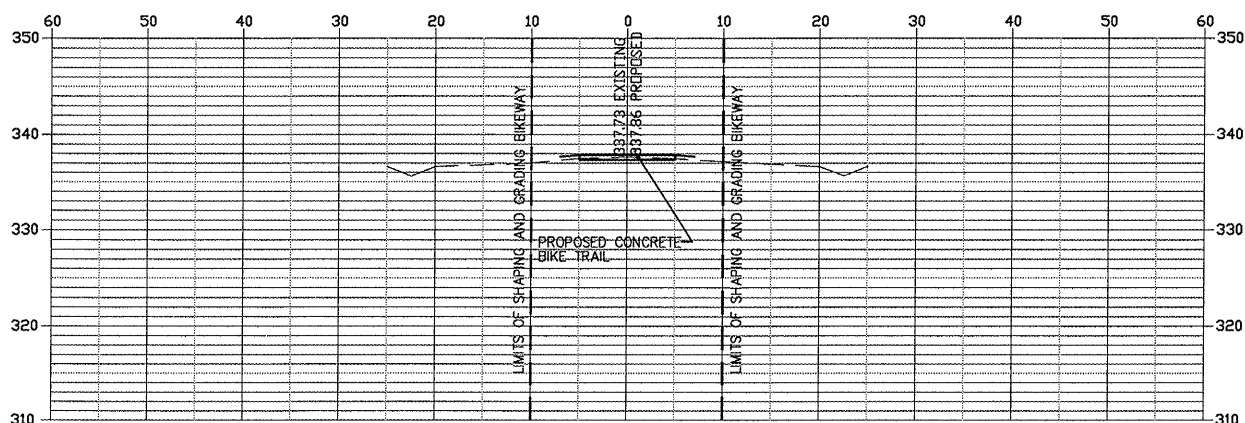 60 50 40 30 20 10 0 10 20 30 40 50 60
350 350
337.73 EXISTING
337.86 PROPOSED
LIMITS OF SHAPING AND GRADING BIKEWAY
LIMITS OF SHAPING AND GRADING BIKEWAY
340 340
330 330
PROPOSED CONCRETE
BIKE TRAIL
320 320
310 310